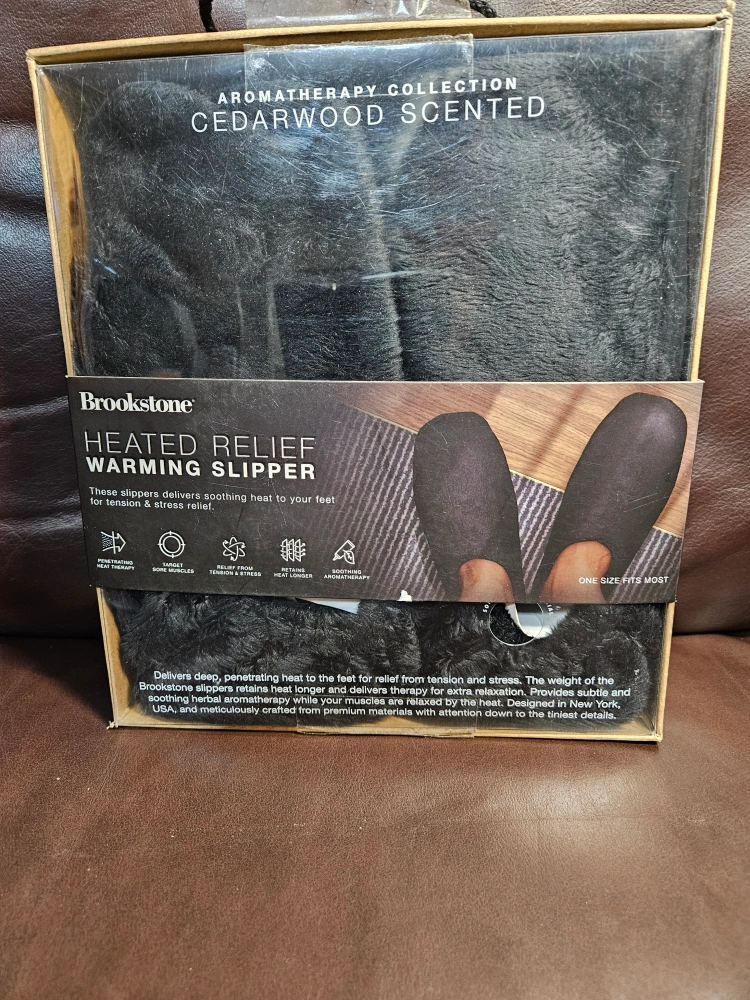 AROMATHERAPY COLLECTION
CEDARWOOD SCENTED
Brookstone
HEATED RELIEF
WARMING SLIPPER
These slippers delivers soothing heat to your feet
for tension & stress relief.
PENETRATING
HEAT THERAPY
TARGET
SORE MUSCLES
RELIEF FROM
TENSION & STRESS
RETAINS
HEAT LONGER
SOOTHING
AROMATHERAPY
ONE SIZE FITS MOST
Delivers deep, penetrating heat to the feet for relief from tension and stress. The weight of the
Brookstone slippers retains heat longer and delivers therapy for extra relaxation. Provides subtle and
soothing herbal aromatherapy while your muscles are relaxed by the heat. Designed in New York,
USA, and meticulously crafted from premium materials with attention down to the tiniest details.